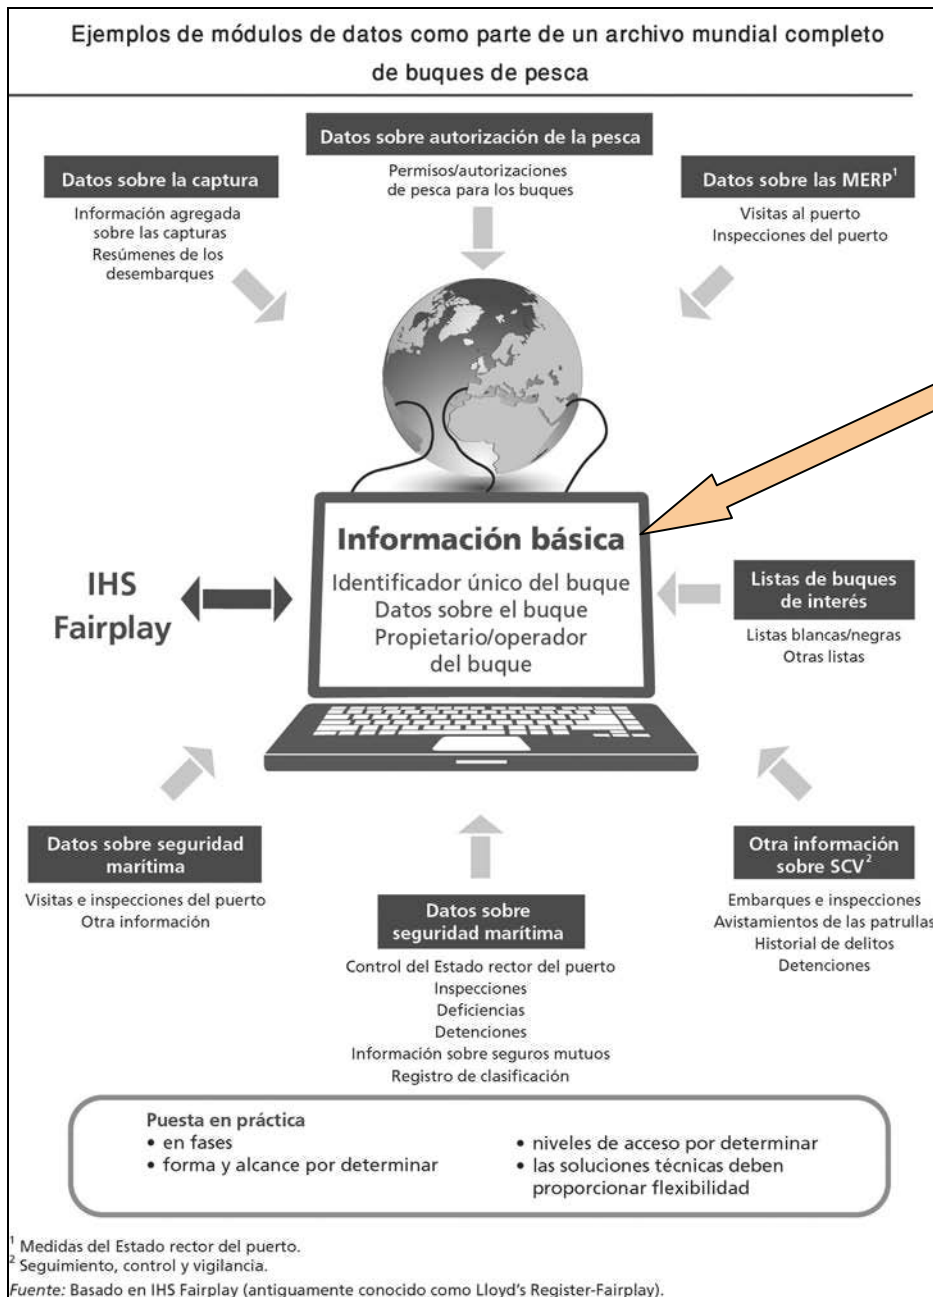 Ejemplos de módulos de datos como parte de un archivo mundial completo
de buques de pesca
Datos sobre autorización de la pesca
Permisos/autorizaciones
de pesca para los buques
Datos sobre la captura
Información agregada
sobre las capturas
Resúmenes de los
desembarques
Datos sobre las MERP¹
Visitas al puerto
Inspecciones del puerto
Información básica
Identificador único del buque
Datos sobre el buque
Propietario/operador
del buque
IHS
Fairplay
Listas de buques
de interés
Listas blancas/negras
Otras listas
Datos sobre seguridad
marítima
Visitas e inspecciones del puerto
Otra información
Datos sobre
seguridad marítima
Control del Estado rector del puerto
Inspecciones
Deficiencias
Detenciones
Información sobre seguros mutuos
Registro de clasificación
Otra información
sobre SCV²
Embarques e inspecciones
Avistamientos de las patrullas
Historial de delitos
Detenciones
Puesta en práctica
• en fases
• forma y alcance por determinar
• niveles de acceso por determinar
• las soluciones técnicas deben
proporcionar flexibilidad
¹ Medidas del Estado rector del puerto.
² Seguimiento, control y vigilancia.
Fuente: Basado en IHS Fairplay (antiguamente conocido como Lloyd's Register-Fairplay).